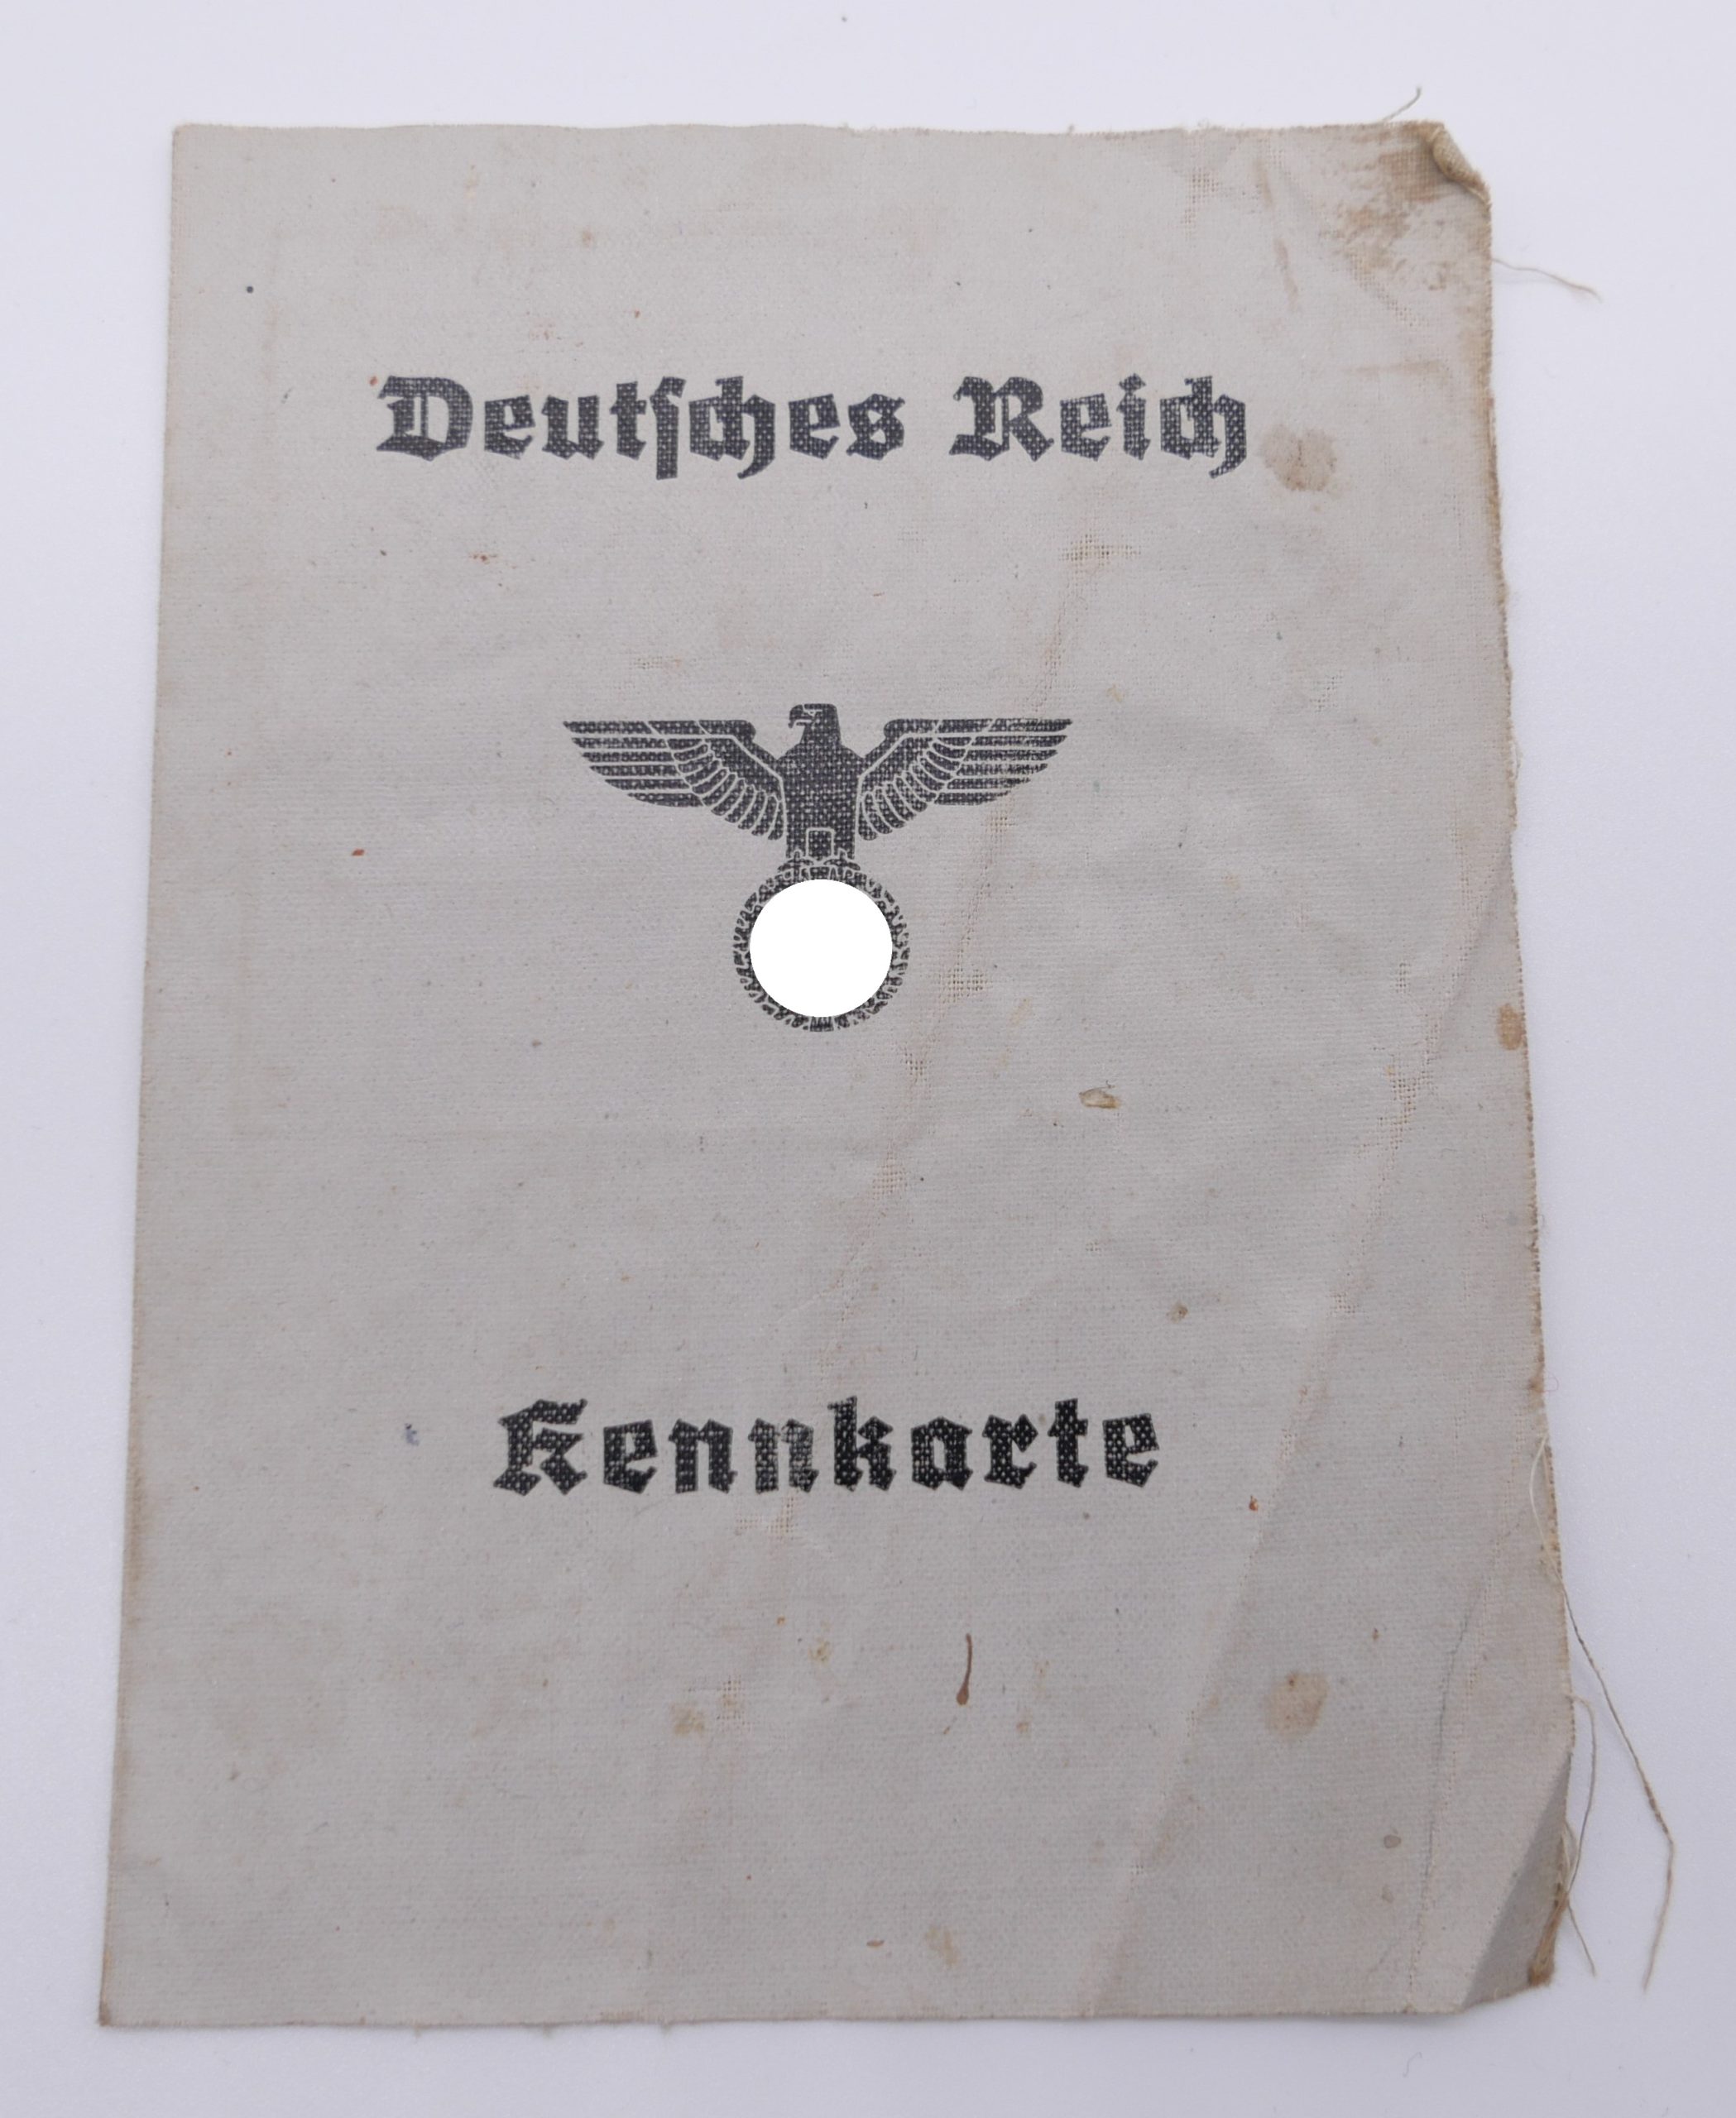 Deutſches Reich
Kennkarte